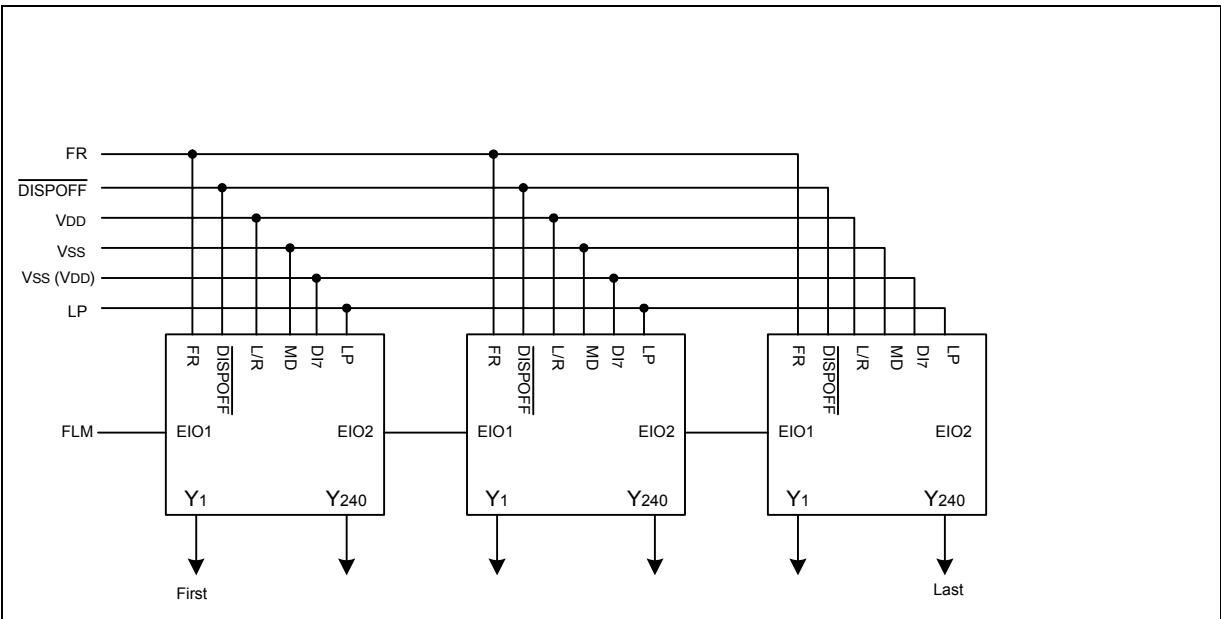 FR
DISPOFF
VDD
VSS
VSS (VDD)
LP
FR DISPOFF L/R MD DI7 LP
FR DISPOFF L/R MD DI7 LP
FR DISPOFF L/R MD DI7 LP
FLM EIO1 EIO2 EIO1 EIO2 EIO1 EIO2
Y1 Y240 Y1 Y240 Y1 Y240
First Last